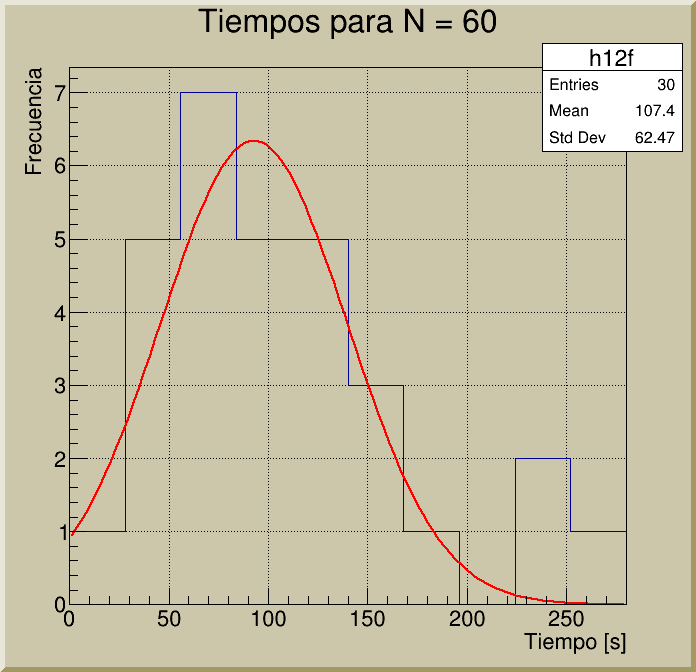 Tiempos para N = 60
h12f
Entries 30
Mean 107.4
Std Dev 62.47
Frecuencia
7
6
5
4
3
2
1
0
0 50 100 150 200 250
Tiempo [s]